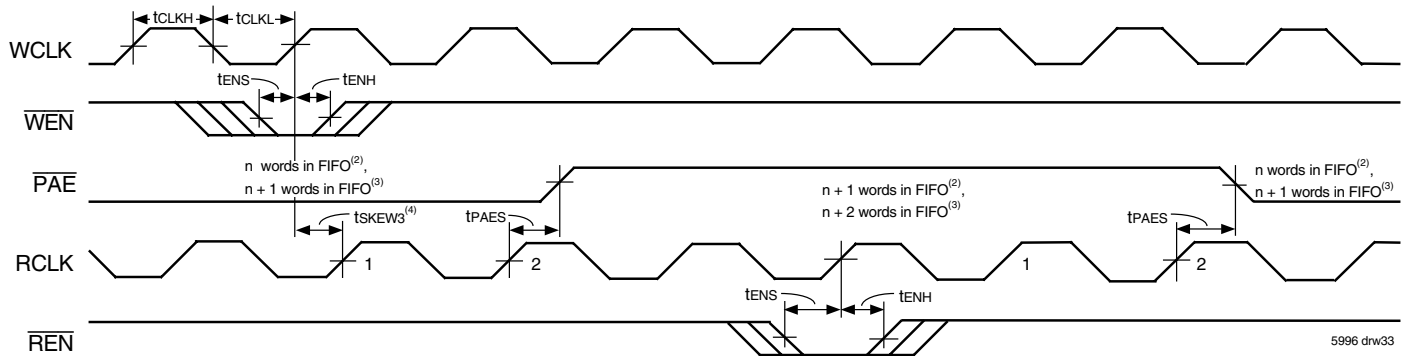 tCLKH tCLKL
WCLK
tENS tENH
WEN
n words in FIFO(2),
n + 1 words in FIFO(3)
PAE
n + 1 words in FIFO(2),
n + 2 words in FIFO(3)
n words in FIFO(2),
n + 1 words in FIFO(3)
tSKEW3(4) tPAES tPAES
RCLK 1 2 1 2
tENS tENH
REN
5996 drw33